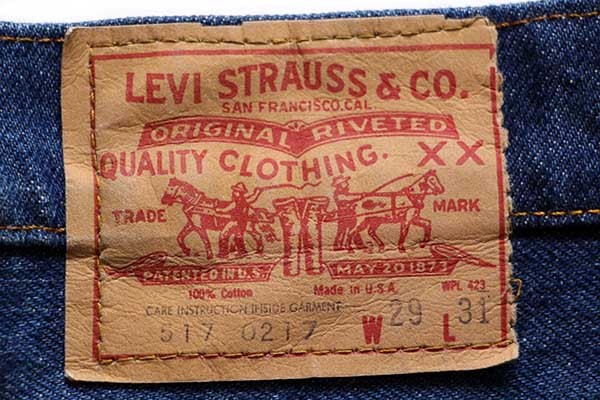 LEVI STRAUSS & CO.
SAN FRANCISCO,CAL
ORIGINAL RIVETED
QUALITY CLOTHING. XX
TRADE MARK
PATENTED IN U.S. MAY 20 1873
100% Cotton Made in U.S.A. WPL 423
CARE INSTRUCTION INSIDE GARMENT
517 0217 W 29 L 31